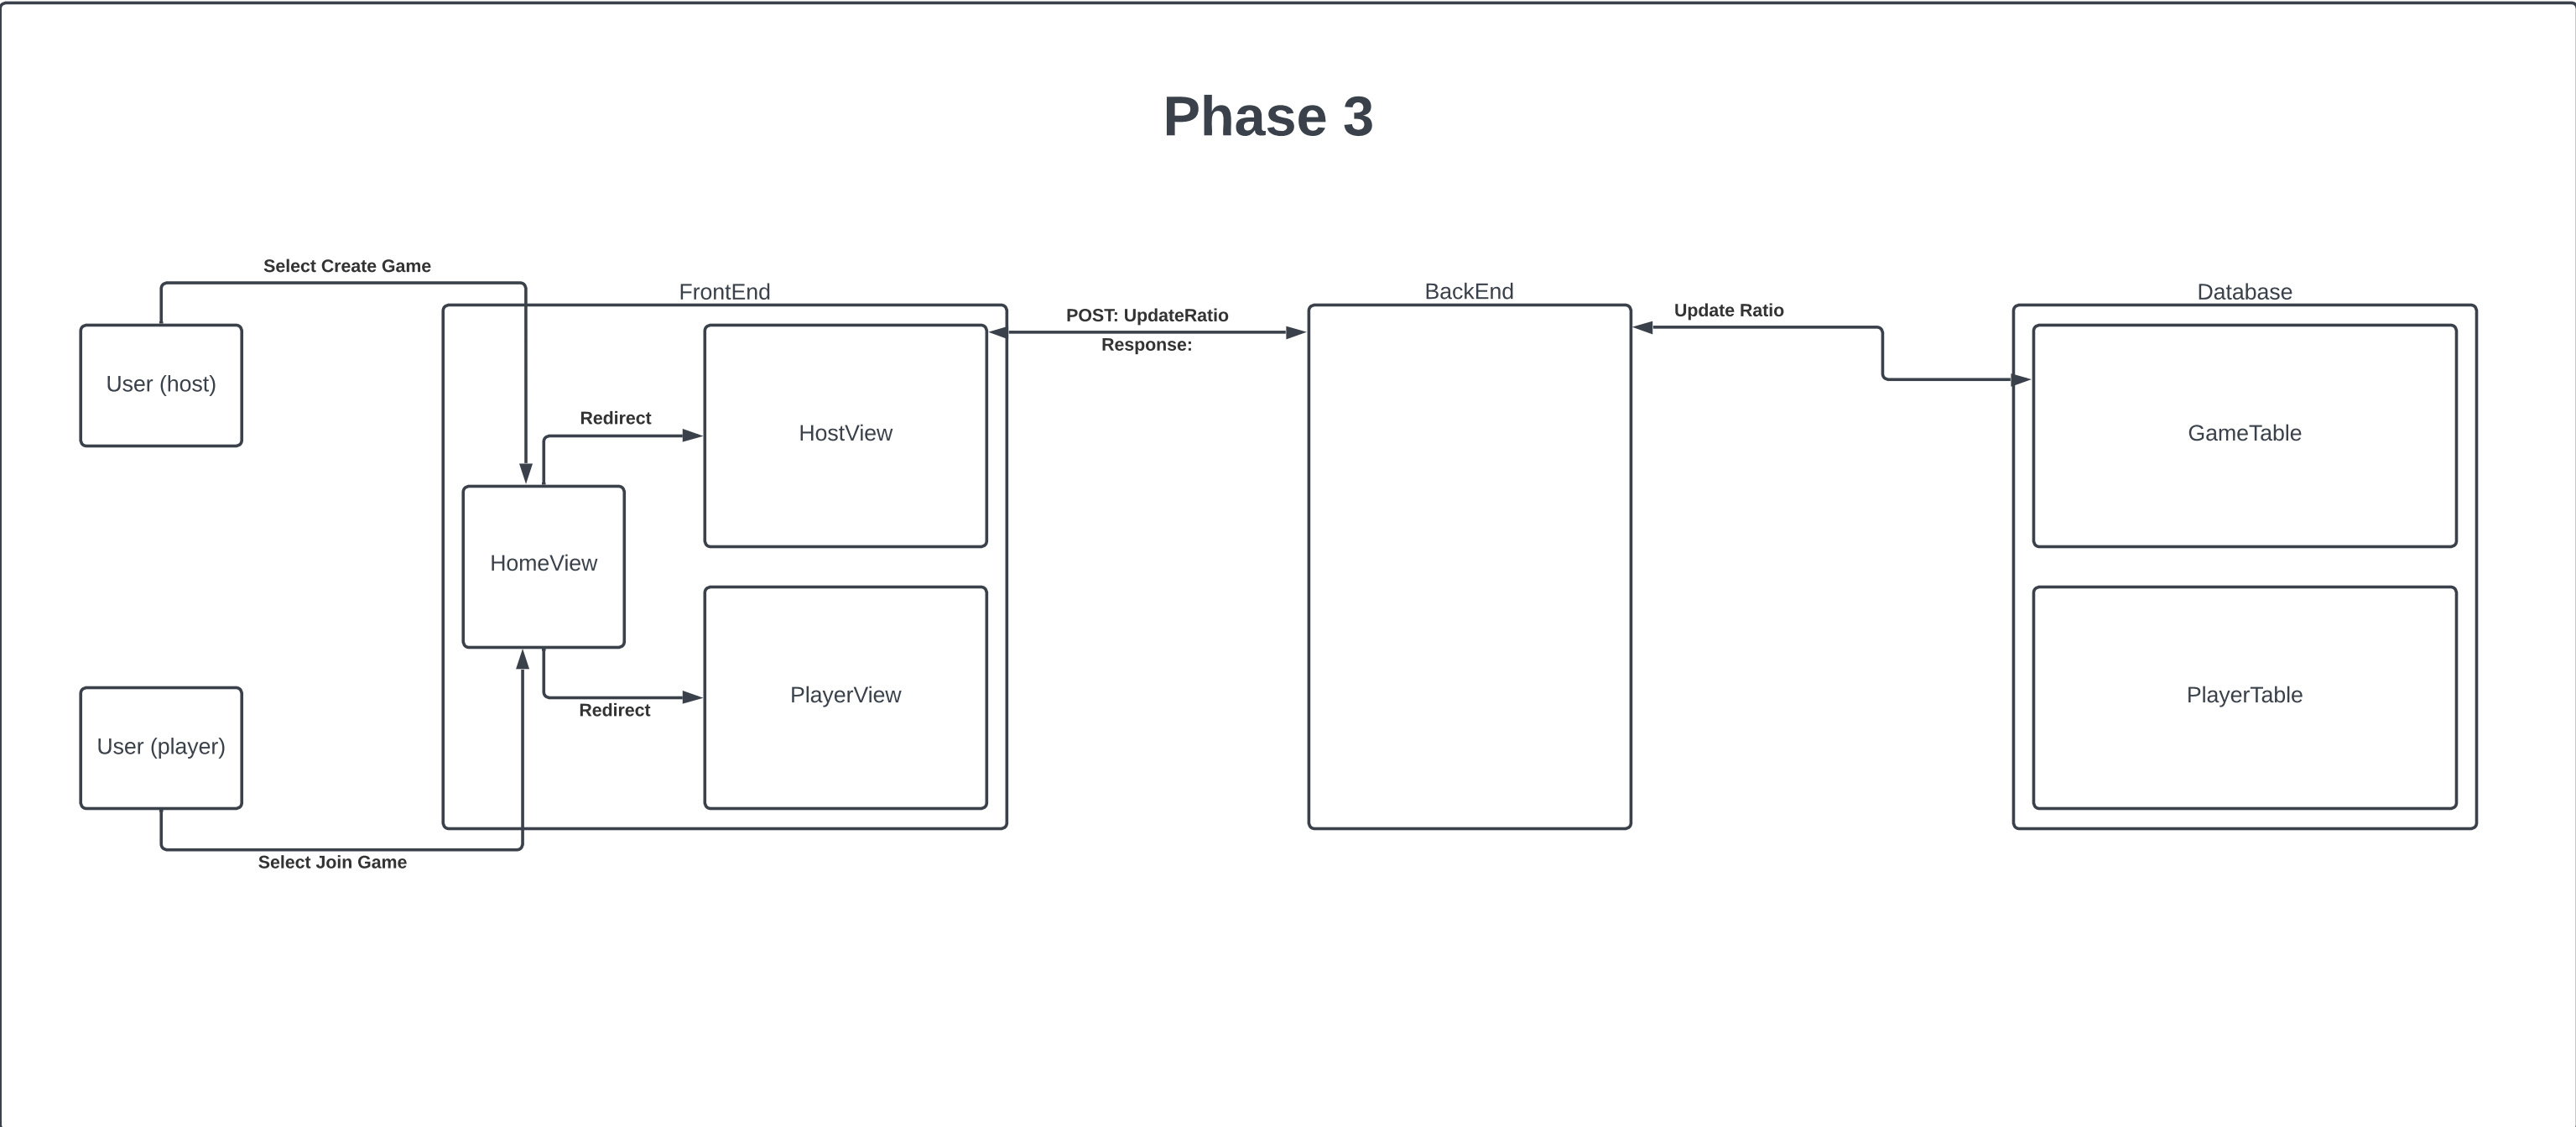 Phase 3
Select Create Game
FrontEnd
BackEnd
Database
POST: UpdateRatio
Response:
Update Ratio
User (host)
Redirect
HostView
GameTable
HomeView
PlayerView
PlayerTable
Redirect
User (player)
Select Join Game